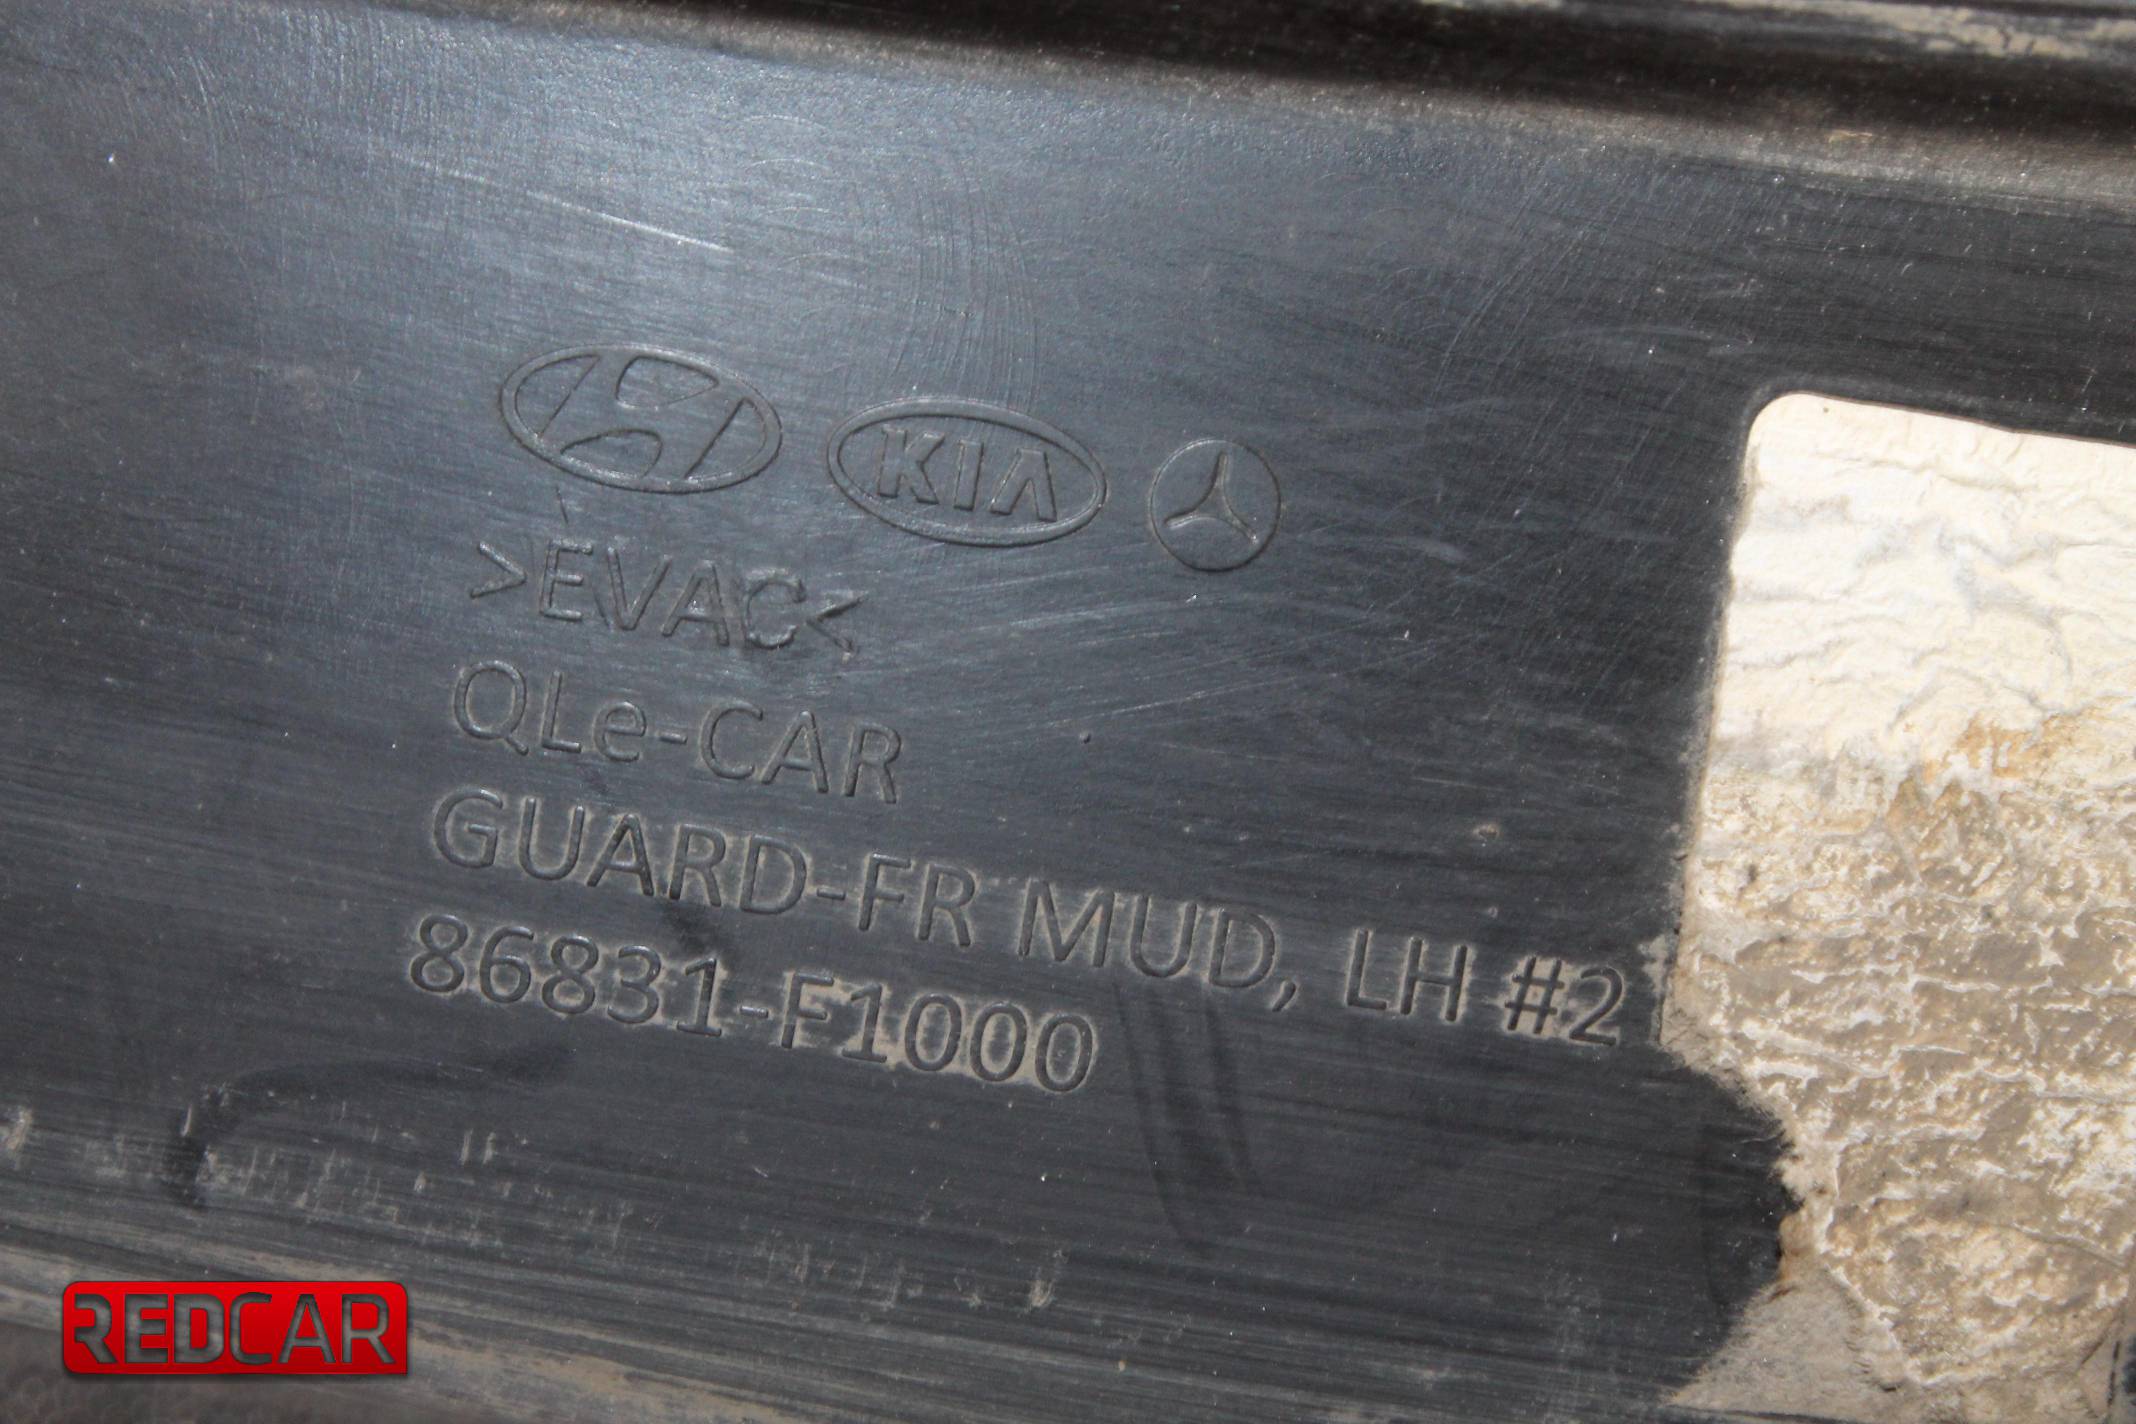 KIA
>EVAC<
QLe-CAR
GUARD-FR MUD, LH #2
86831-F1000
REDCAR